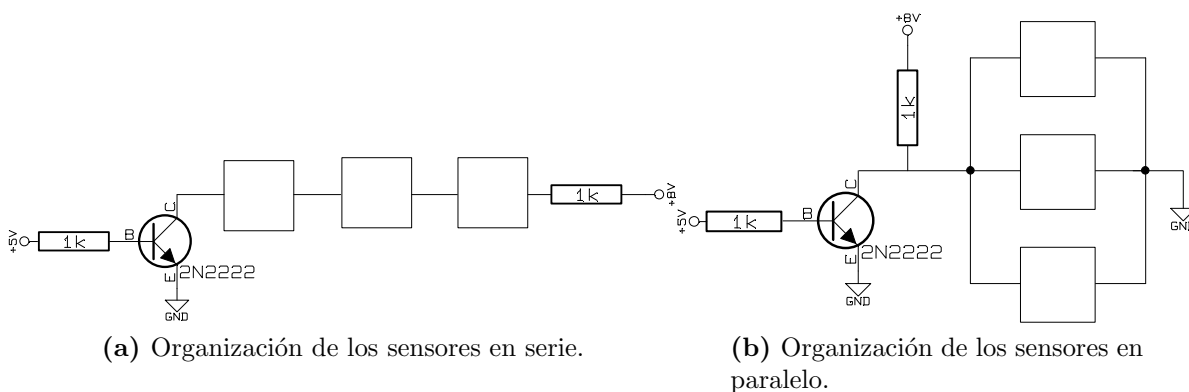 +8V
1k
C
B
E
2N2222
+5V
1k
GND
1k
+8V
C
B
E
2N2222
+5V
1k
GND
GND
(a) Organización de los sensores en serie.
(b) Organización de los sensores en
paralelo.